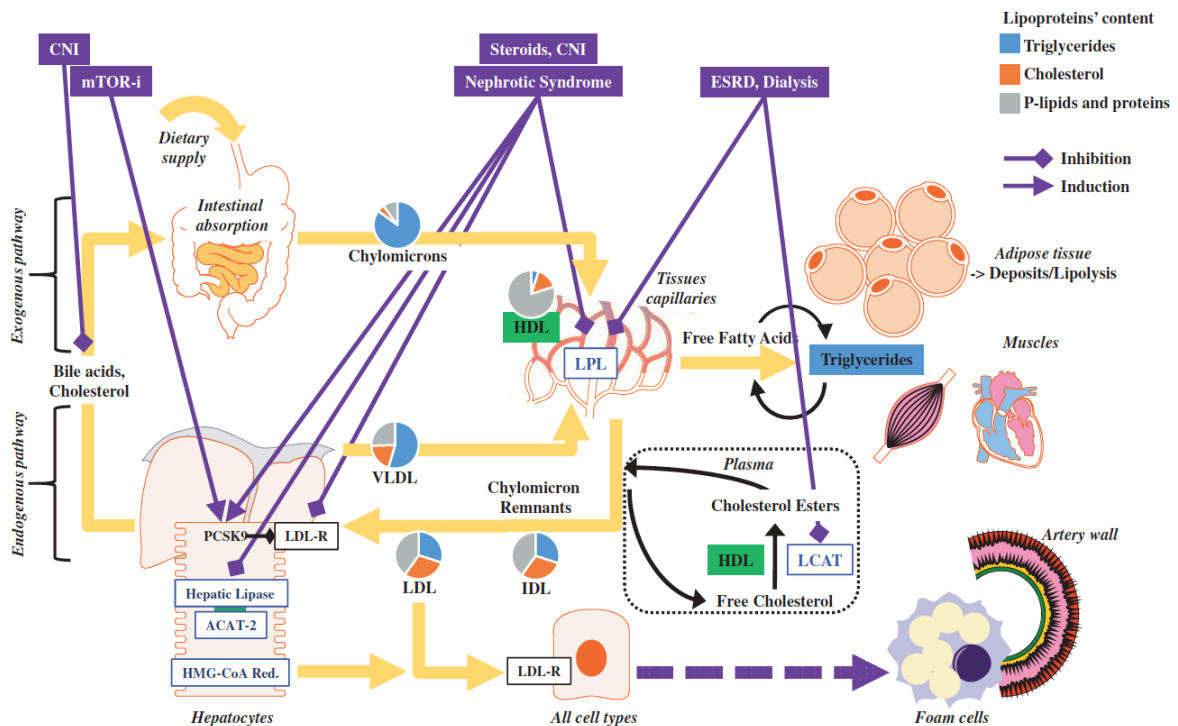 Lipoproteins' content
Triglycerides
Cholesterol
P-lipids and proteins
Inhibition
Induction
CNI
mTOR-i
Steroids, CNI
Nephrotic Syndrome
ESRD, Dialysis
Dietary
supply
Exogenous pathway
Intestinal
absorption
Chylomicrons
HDL
Tissues
capillaries
LPL
Free Fatty Acids
Triglycerides
Adipose tissue
-> Deposits/Lipolysis
Muscles
Bile acids,
Cholesterol
Endogenous pathway
VLDL
Chylomicron
Remnants
PCSK9
LDL-R
LDL
IDL
Plasma
Cholesterol Esters
HDL
LCAT
Free Cholesterol
Artery wall
Hepatic Lipase
ACAT-2
HMG-CoA Red.
LDL-R
Hepatocytes
All cell types
Foam cells